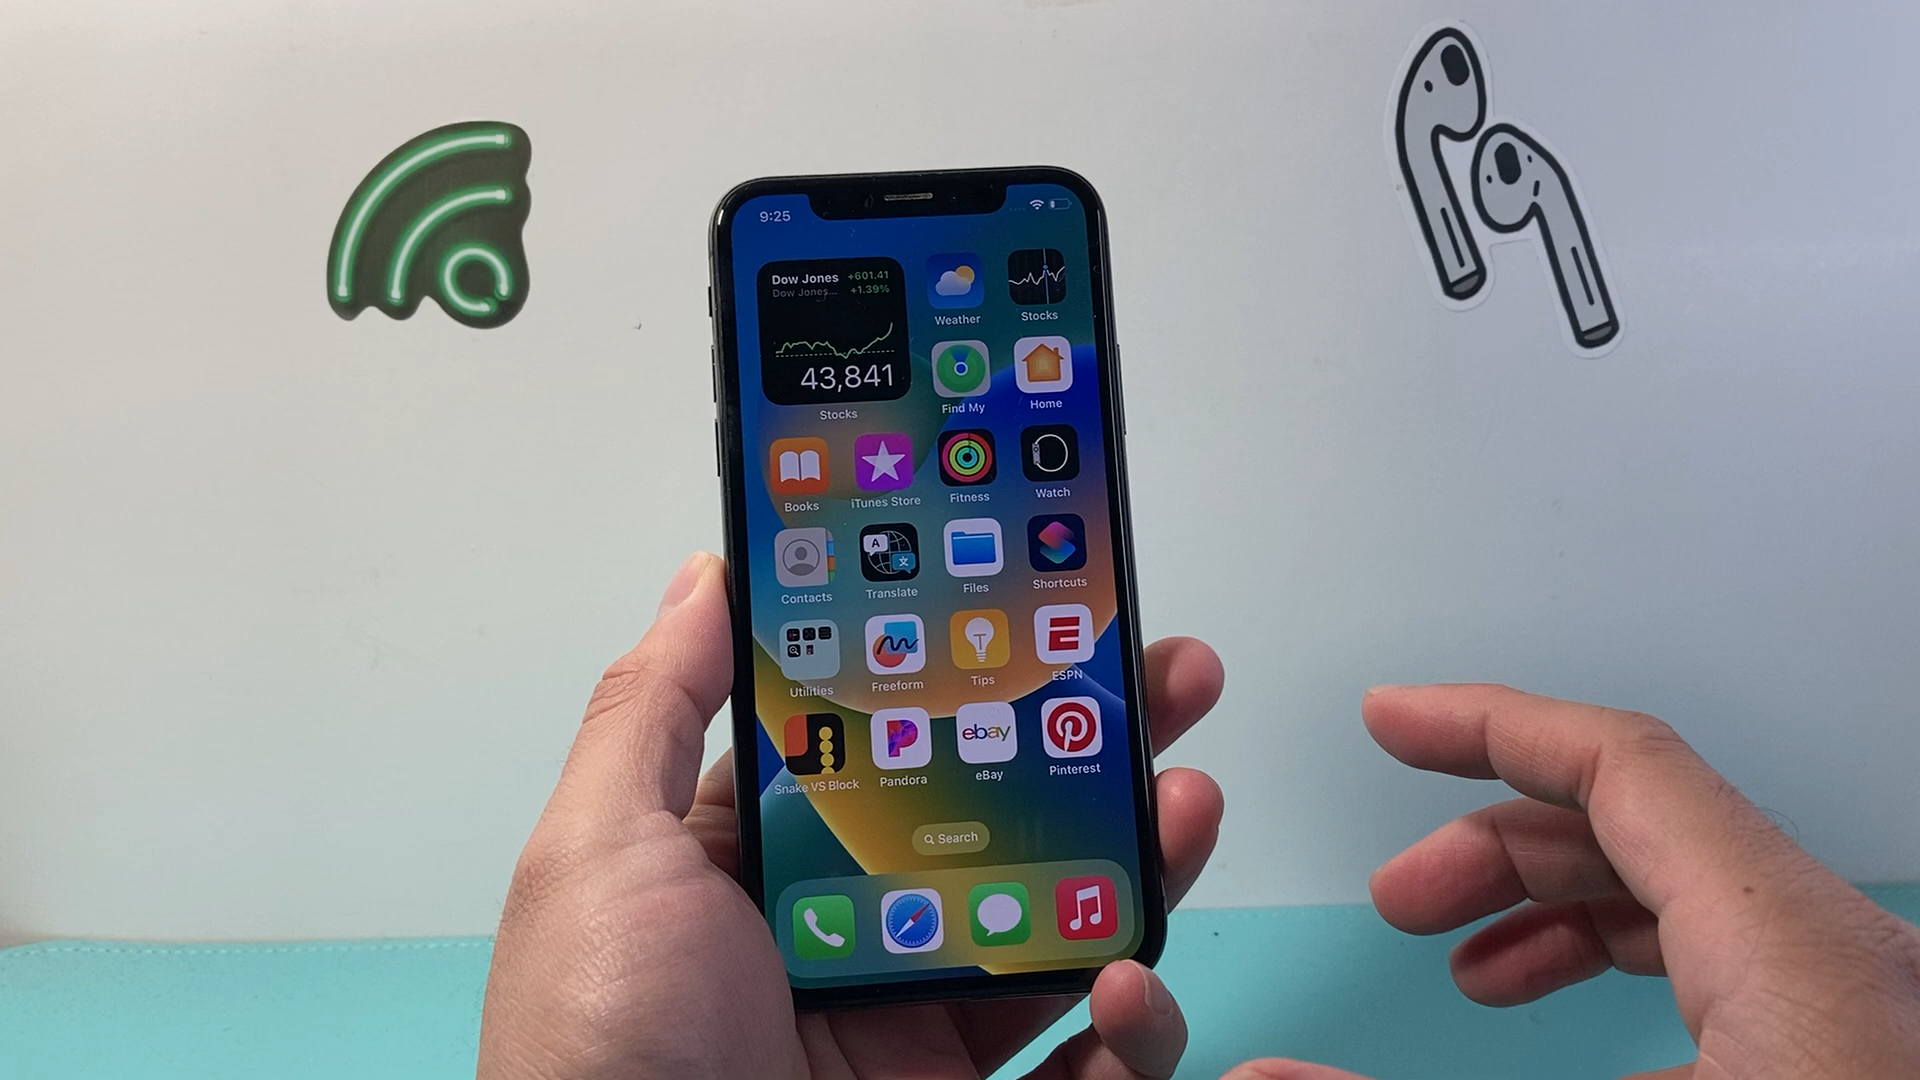 9:25
Dow Jones +601.41
Dow Jones... +1.39%
43,841
Stocks
Weather
Stocks
Find My
Home
Books
iTunes Store
Fitness
Watch
Contacts
A
文
Translate
Files
Shortcuts
Utilities
Freeform
Tips
E
ESPN
Snake VS Block
P
Pandora
ebay
eBay
Pinterest
Search